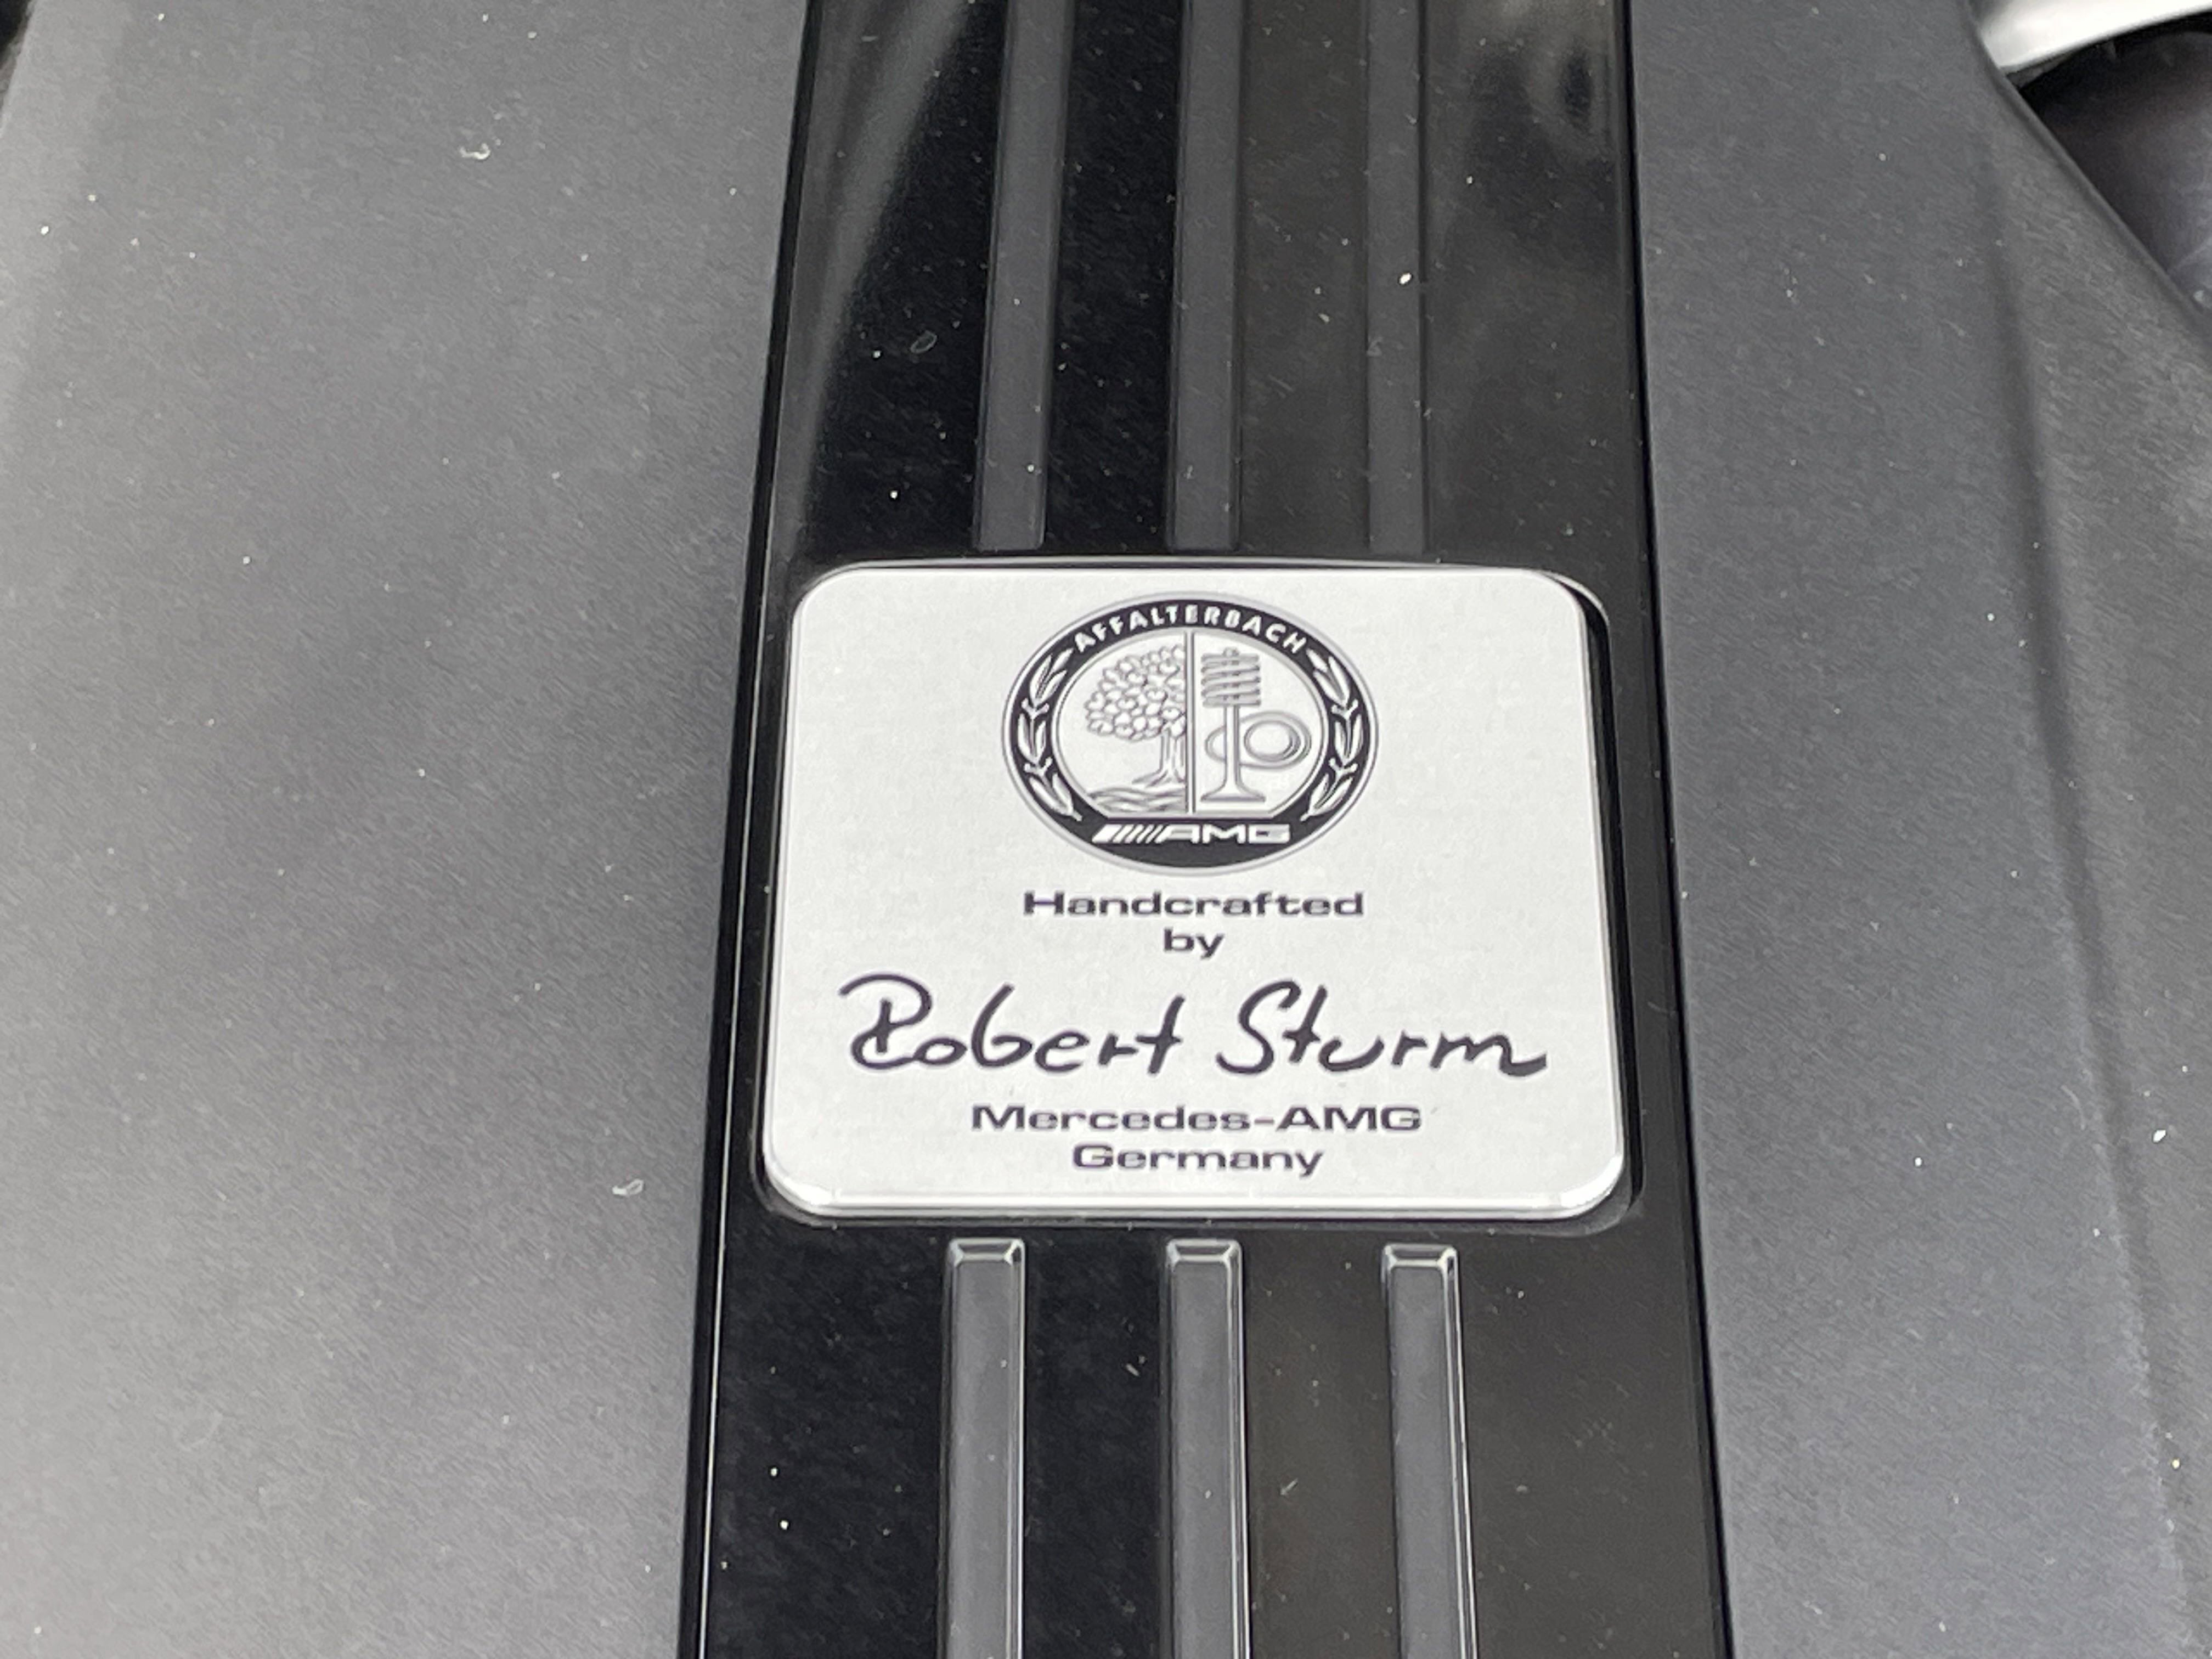 AFFALTERBACH
AMG
Handcrafted
by
Robert Sturm
Mercedes-AMG
Germany